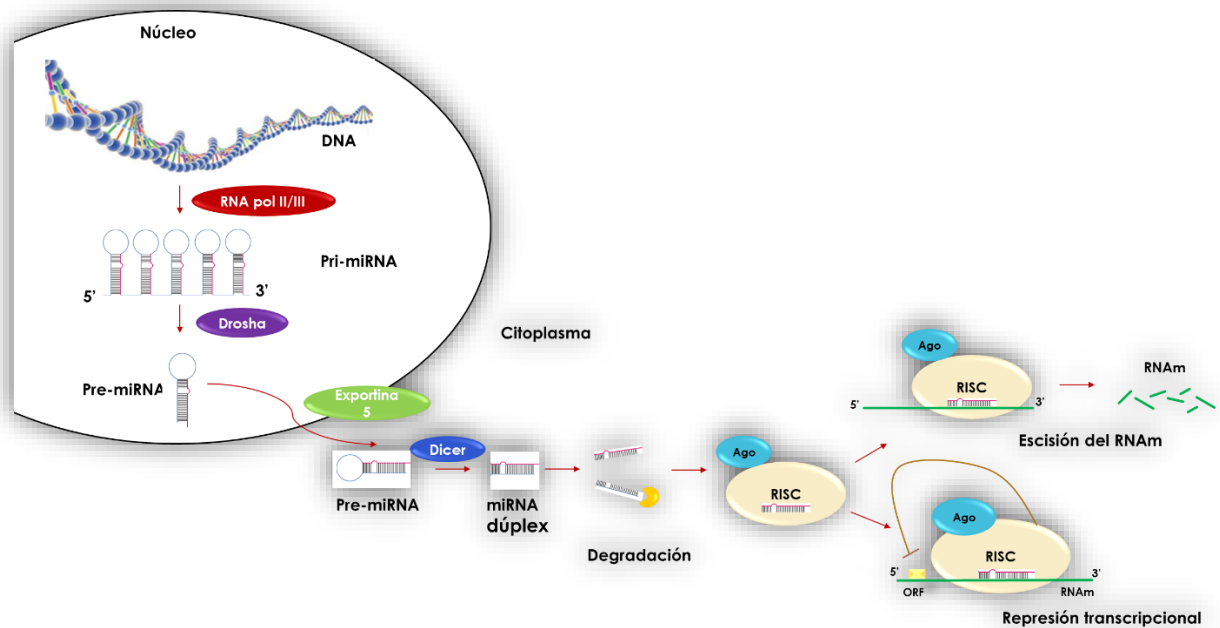 Núcleo
DNA
RNA pol II/III
Pri-miRNA
5’
3’
Drosha
Pre-miRNA
Exportina
5
Citoplasma
Pre-miRNA
Dicer
miRNA
dúplex
Degradación
Ago
RISC
Ago
RISC
5’
3’
RNAm
Escisión del RNAm
Ago
RISC
5’
3’
ORF
RNAm
Represión transcripcional